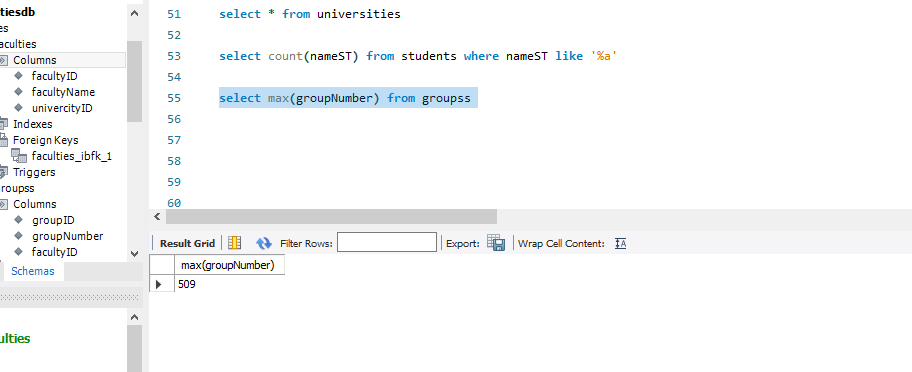 tiesdb
es
aculties
Columns
facultyID
facultyName
univercityID
Indexes
Foreign Keys
faculties_ibfk_1
Triggers
roupss
Columns
groupID
groupNumber
facultyID
Schemas
ulties
51 select * from universities
52
53 select count(nameST) from students where nameST like '%a'
54
55 select max(groupNumber) from groupss
56
57
58
59
60
Result Grid Filter Rows: Export: Wrap Cell Content: IA
max(groupNumber)
509